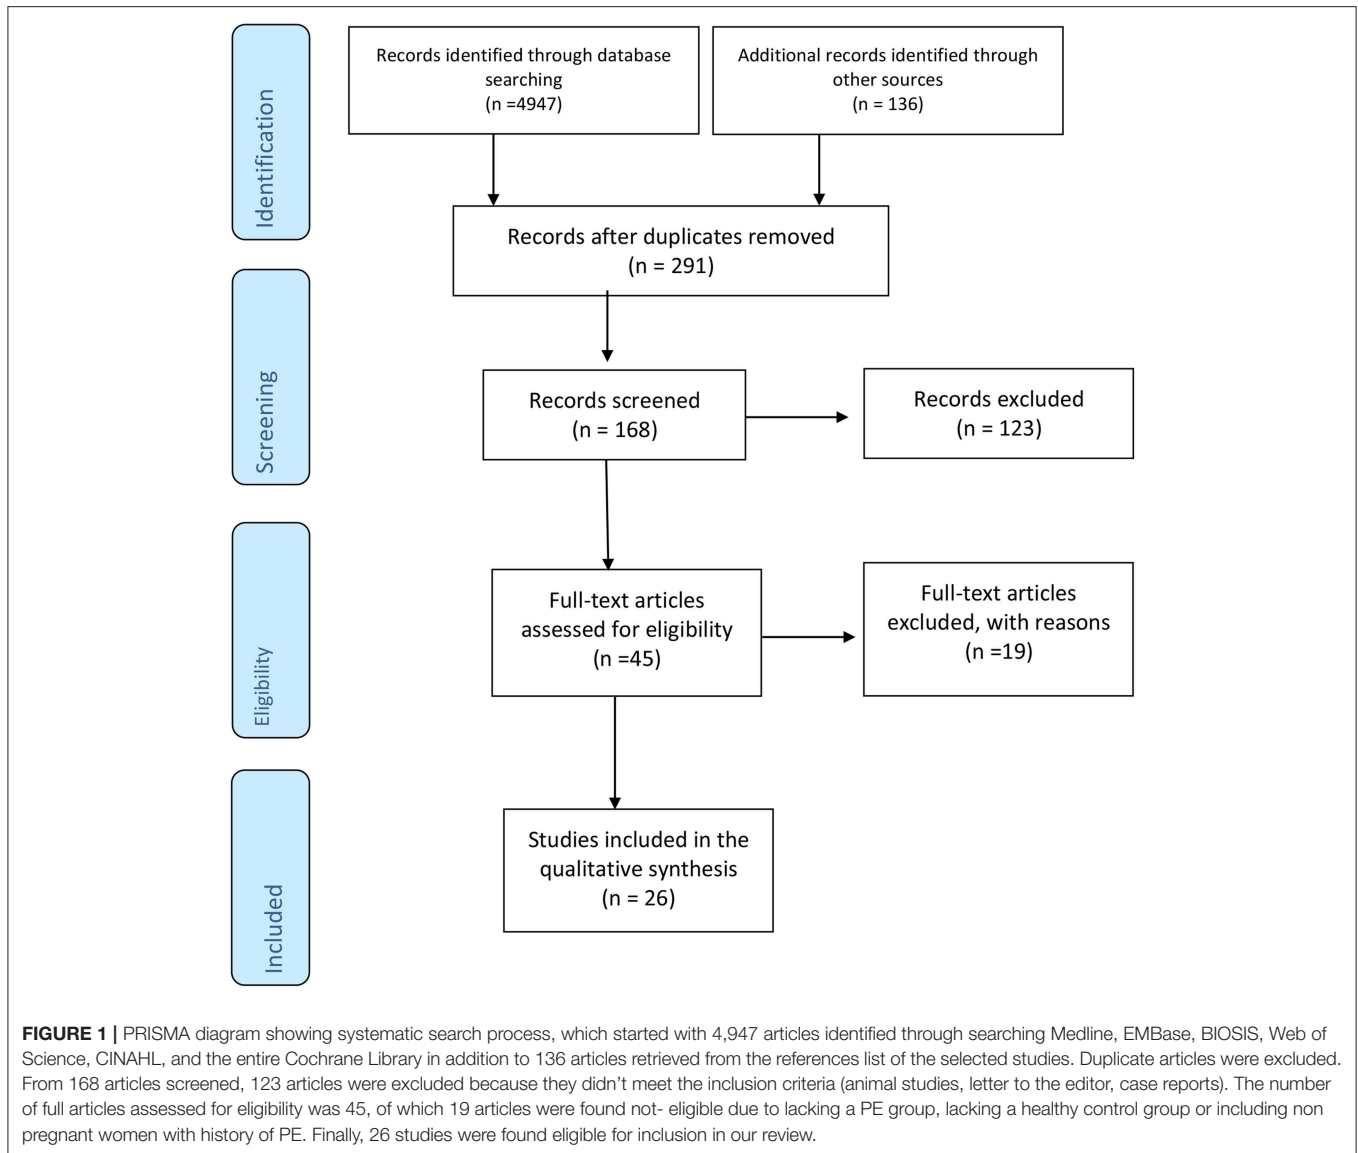 Identification
Records identified through database
searching
(n =4947)
Additional records identified through
other sources
(n = 136)
Records after duplicates removed
(n = 291)
Screening
Records screened
(n = 168)
Records excluded
(n = 123)
Eligibility
Full-text articles
assessed for eligibility
(n =45)
Full-text articles
excluded, with reasons
(n =19)
Included
Studies included in the
qualitative synthesis
(n = 26)
FIGURE 1 | PRISMA diagram showing systematic search process, which started with 4,947 articles identified through searching Medline, EMBase, BIOSIS, Web of
Science, CINAHL, and the entire Cochrane Library in addition to 136 articles retrieved from the references list of the selected studies. Duplicate articles were excluded.
From 168 articles screened, 123 articles were excluded because they didn't meet the inclusion criteria (animal studies, letter to the editor, case reports). The number
of full articles assessed for eligibility was 45, of which 19 articles were found not- eligible due to lacking a PE group, lacking a healthy control group or including non
pregnant women with history of PE. Finally, 26 studies were found eligible for inclusion in our review.